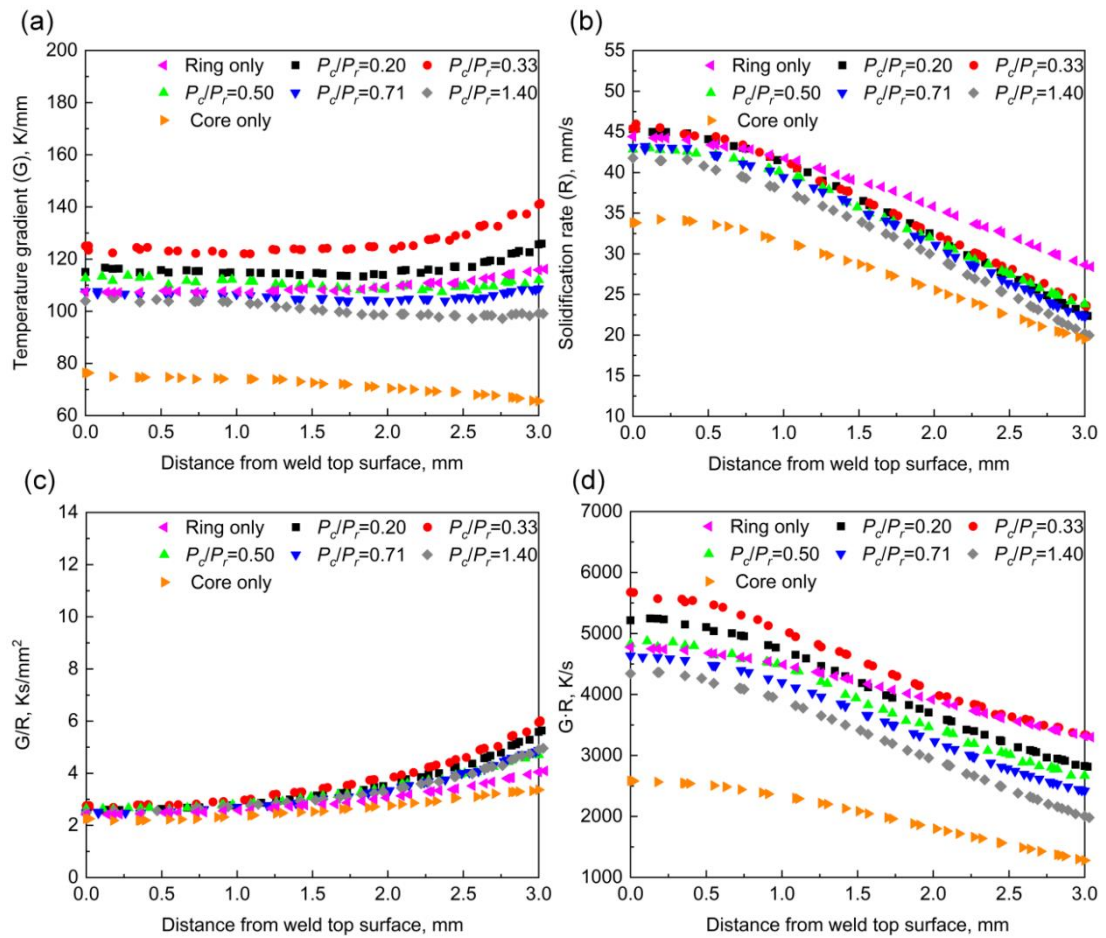 (a)
Temperature gradient (G), K/mm
200
180
160
140
120
100
80
60
Ring only Pc/Pr=0.20 Pc/Pr=0.33
Pc/Pr=0.50 Pc/Pr=0.71 Pc/Pr=1.40
Core only
0.0 0.5 1.0 1.5 2.0 2.5 3.0
Distance from weld top surface, mm
(b)
Solidification rate (R), mm/s
55
50
45
40
35
30
25
20
15
10
Ring only Pc/Pr=0.20 Pc/Pr=0.33
Pc/Pr=0.50 Pc/Pr=0.71 Pc/Pr=1.40
Core only
0.0 0.5 1.0 1.5 2.0 2.5 3.0
Distance from weld top surface, mm
(c)
G/R, Ks/mm²
14
12
10
8
6
4
2
0
Ring only Pc/Pr=0.20 Pc/Pr=0.33
Pc/Pr=0.50 Pc/Pr=0.71 Pc/Pr=1.40
Core only
0.0 0.5 1.0 1.5 2.0 2.5 3.0
Distance from weld top surface, mm
(d)
G·R, K/s
7000
6000
5000
4000
3000
2000
1000
Ring only Pc/Pr=0.20 Pc/Pr=0.33
Pc/Pr=0.50 Pc/Pr=0.71 Pc/Pr=1.40
Core only
0.0 0.5 1.0 1.5 2.0 2.5 3.0
Distance from weld top surface, mm